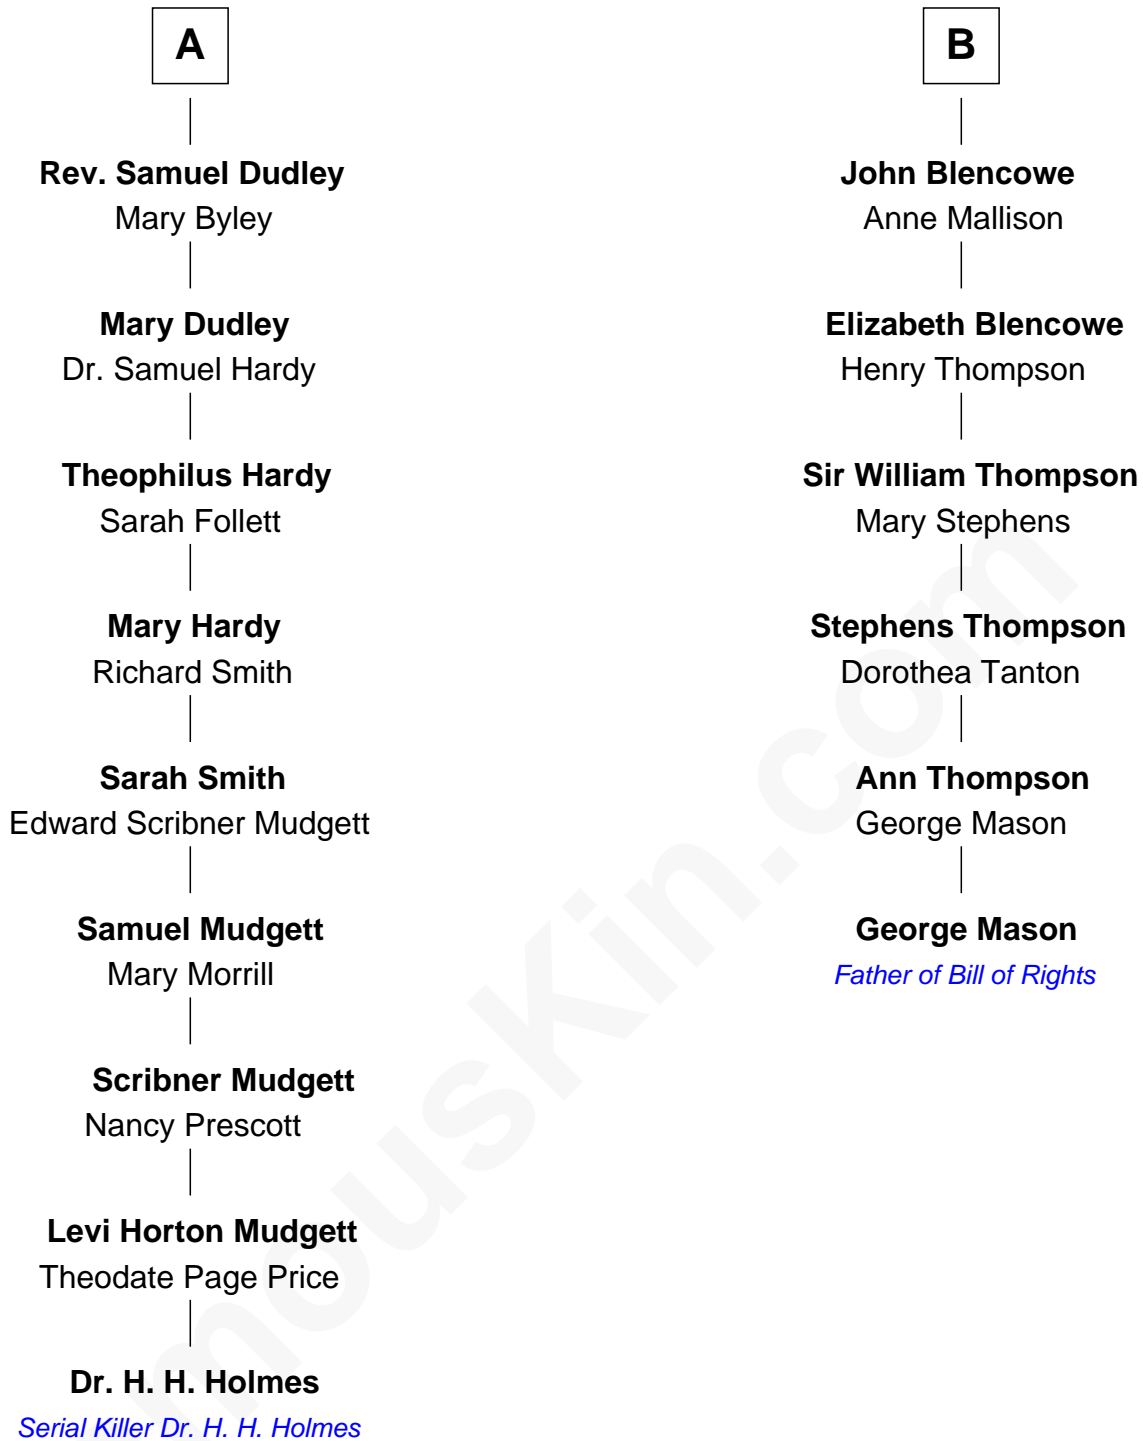 A
Rev. Samuel Dudley
Mary Byley
Mary Dudley
Dr. Samuel Hardy
Theophilus Hardy
Sarah Follett
Mary Hardy
Richard Smith
Sarah Smith
Edward Scribner Mudgett
Samuel Mudgett
Mary Morrill
Scribner Mudgett
Nancy Prescott
Levi Horton Mudgett
Theodate Page Price
Dr. H. H. Holmes
Serial Killer Dr. H. H. Holmes
B
John Blencowe
Anne Mallison
Elizabeth Blencowe
Henry Thompson
Sir William Thompson
Mary Stephens
Stephens Thompson
Dorothea Tanton
Ann Thompson
George Mason
George Mason
Father of Bill of Rights
mousKin.com